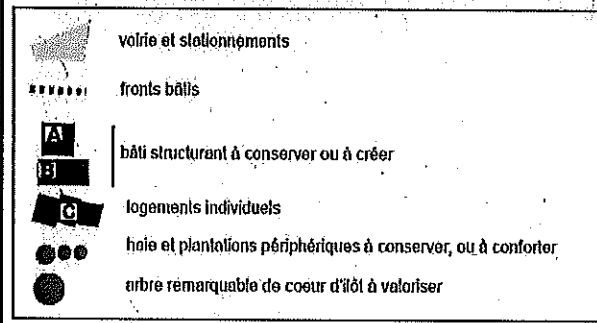 voirie et stationnements
fronts bâtis
A
bâti structurant à conserver ou à créer
B
C
logements individuels
haie et plantations périphériques à conserver, ou à conforter
arbre remarquable de coeur d'îlôt à valoriser